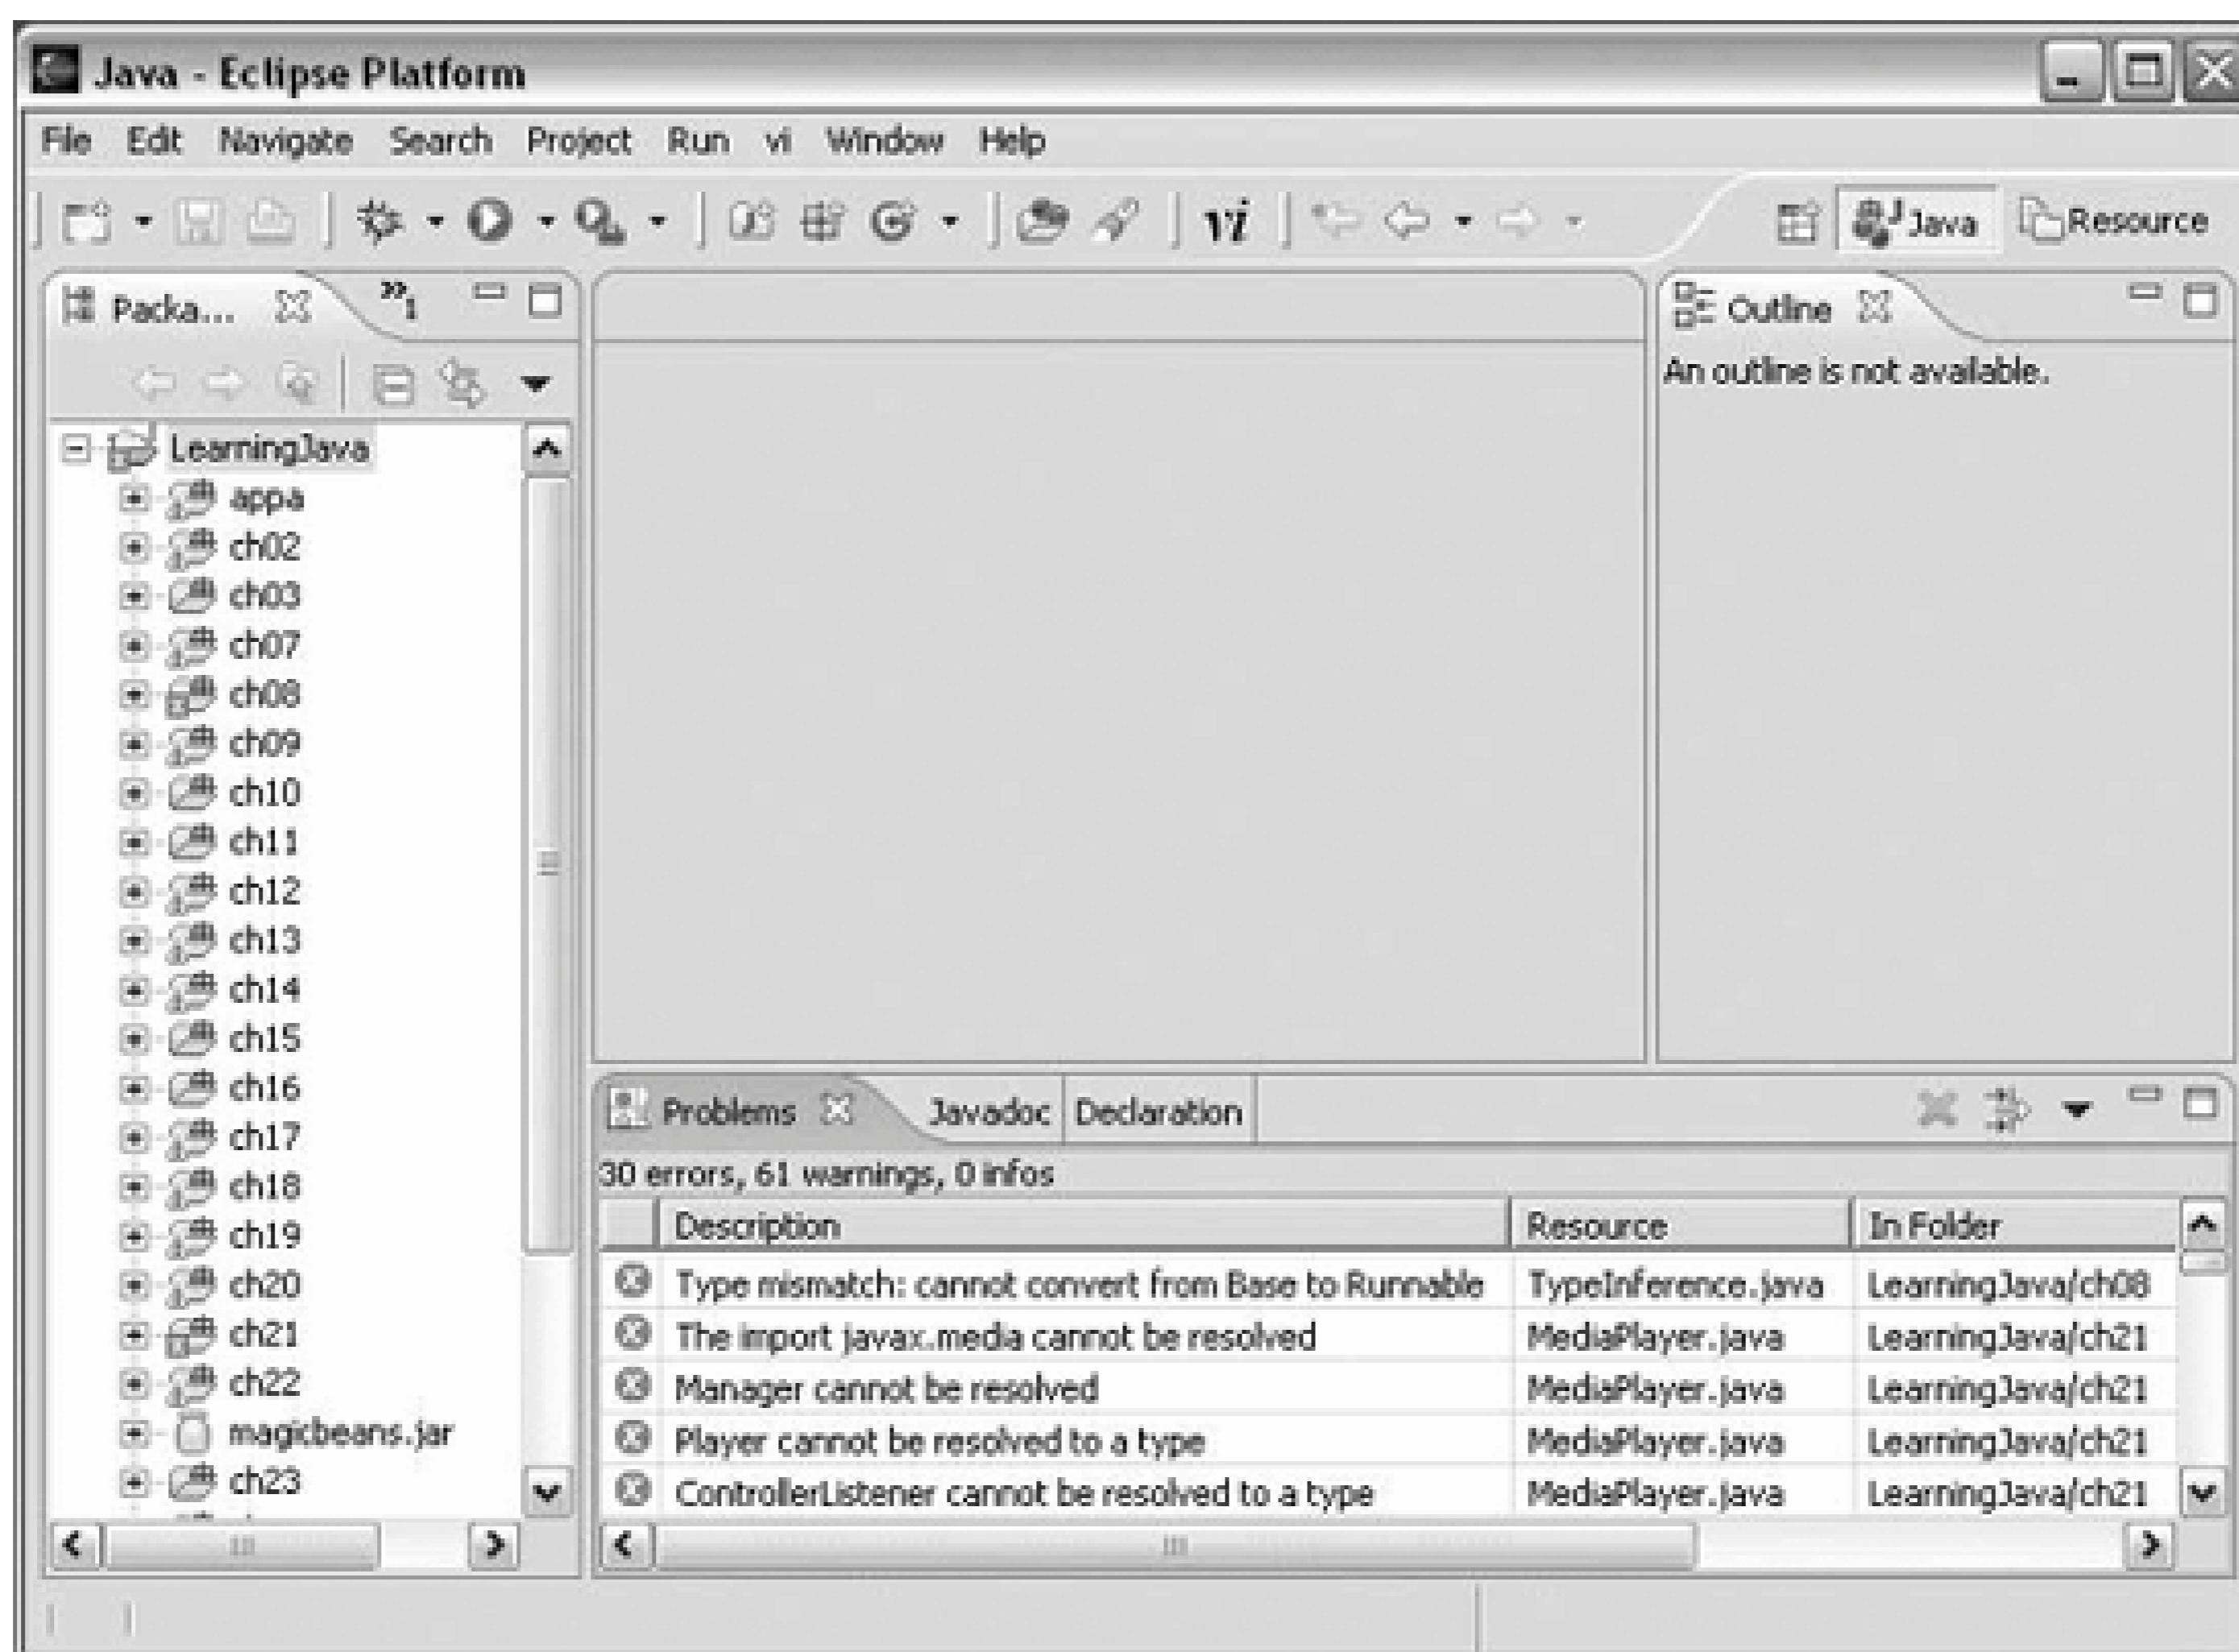 Java - Eclipse Platform
File Edit Navigate Search Project Run vi Window Help
vi Java Resource
Packa... »1
Outline
An outline is not available.
LearningJava
appa
ch02
ch03
ch07
ch08
ch09
ch10
ch11
ch12
ch13
ch14
ch15
ch16
ch17
ch18
ch19
ch20
ch21
ch22
magicbeans.jar
ch23
Problems Javadoc Declaration
30 errors, 61 warnings, 0 infos
Description Resource In Folder
Type mismatch: cannot convert from Base to Runnable TypeInference.java LearningJava/ch08
The import javax.media cannot be resolved MediaPlayer.java LearningJava/ch21
Manager cannot be resolved MediaPlayer.java LearningJava/ch21
Player cannot be resolved to a type MediaPlayer.java LearningJava/ch21
ControllerListener cannot be resolved to a type MediaPlayer.java LearningJava/ch21